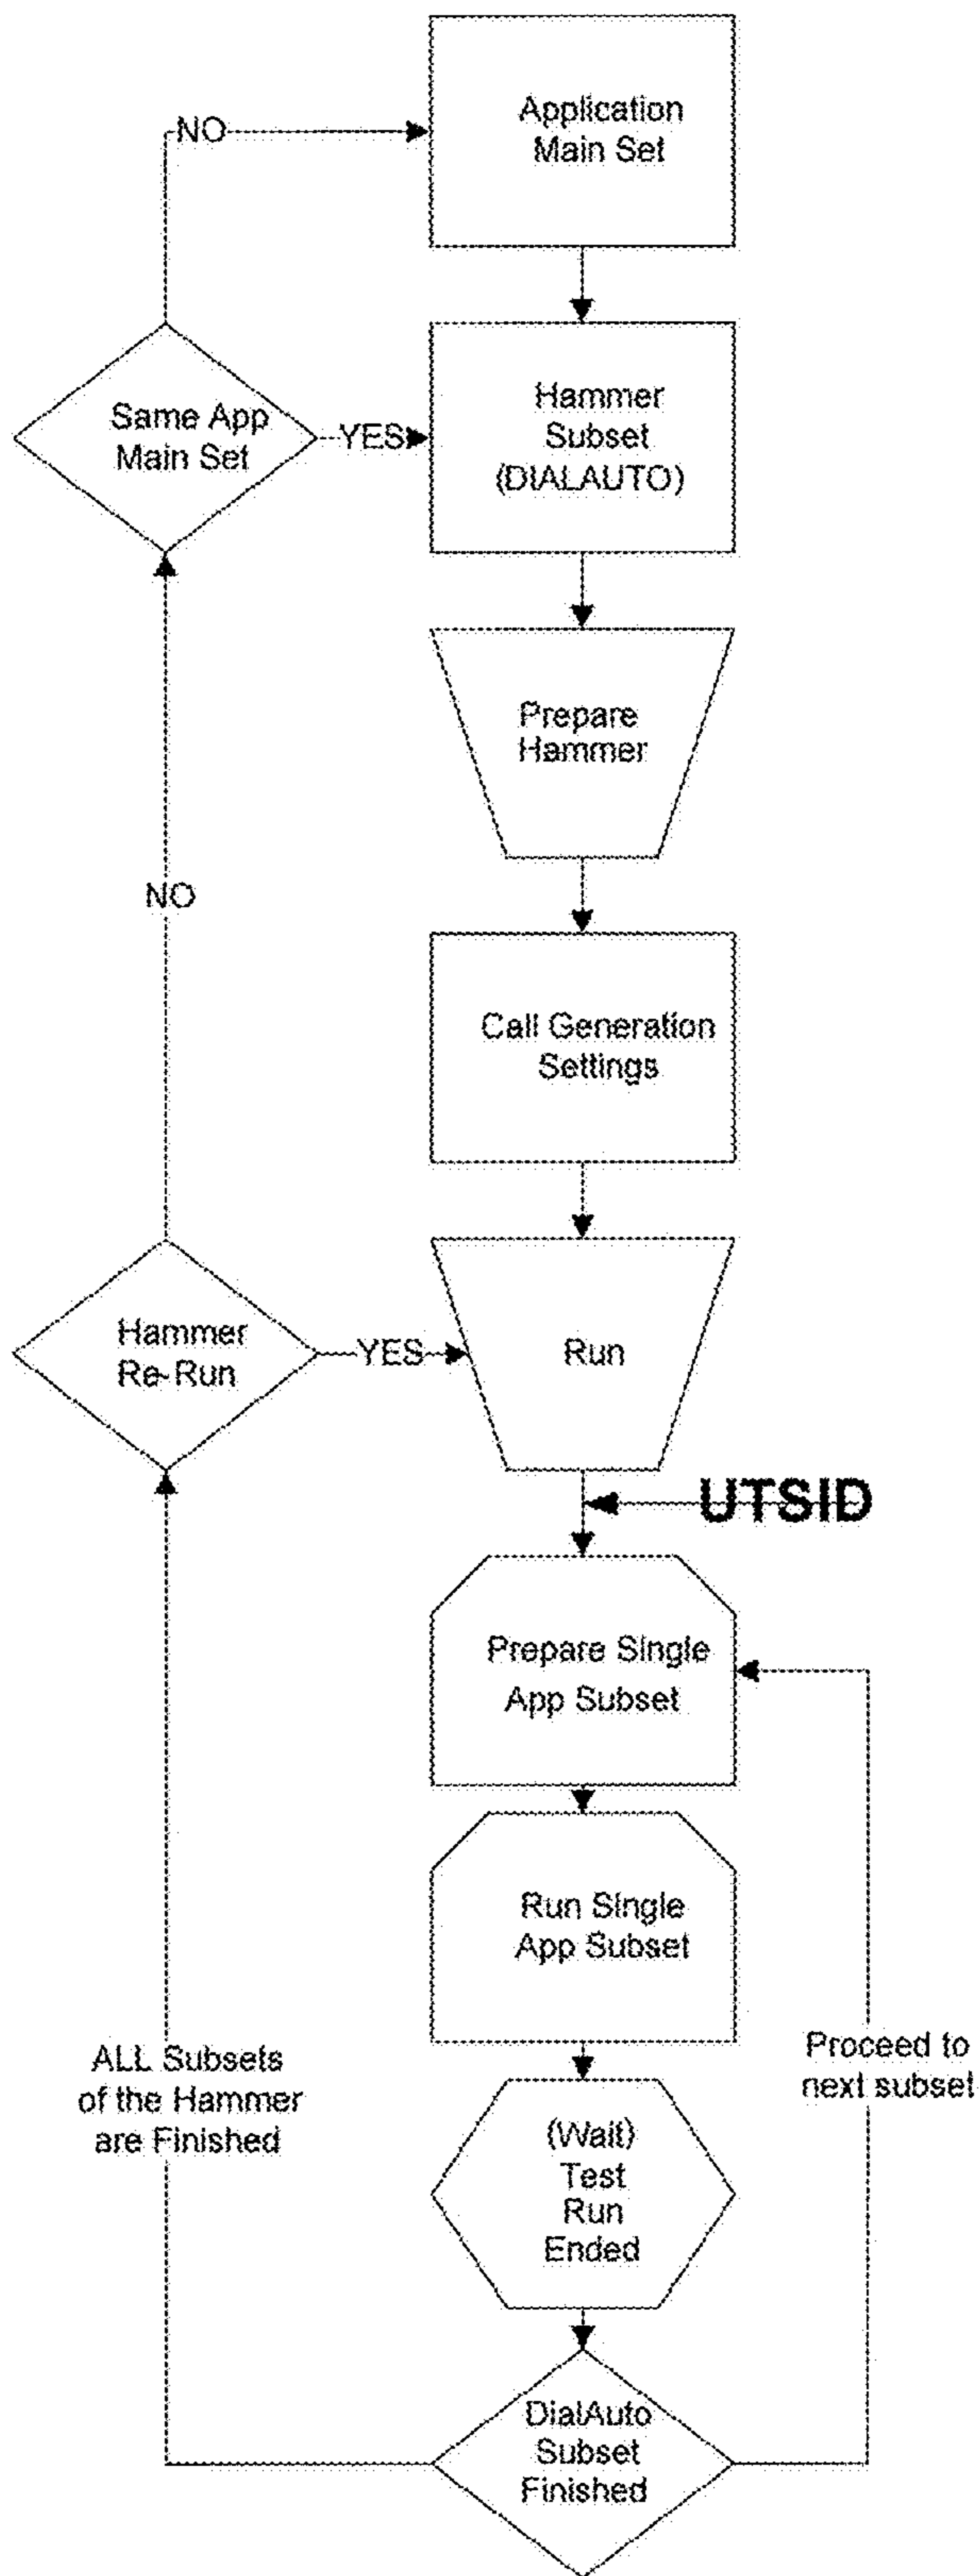 Application
Main Set
NO
Same App
Main Set
YES
Hammer
Subset
(DIALAUTO)
Prepare
Hammer
NO
Call Generation
Settings
Hammer
Re-Run
YES
Run
UTSID
Prepare Single
App Subset
Run Single
App Subset
ALL Subsets
of the Hammer
are Finished
Proceed to
next subset
(Wait)
Test
Run
Ended
DialAuto
Subset
Finished